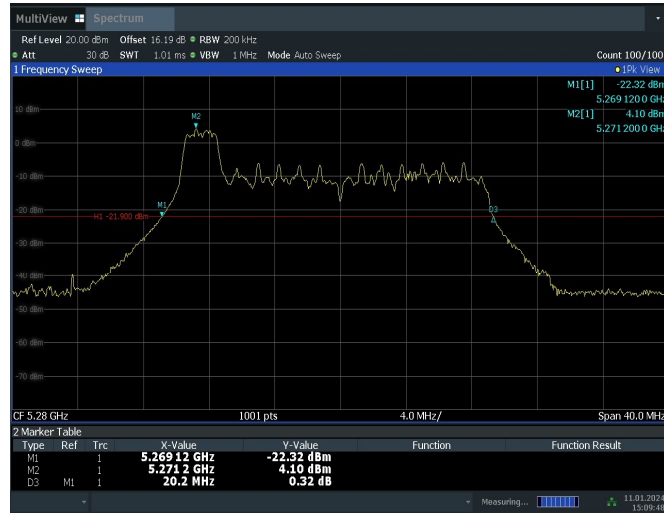 MultiView Spectrum
Ref Level 20.00 dBm Offset 16.19 dB RBW 200 kHz
Att 30 dB SWT 1.01 ms VBW 1 MHz Mode Auto Sweep Count 100/100
1 Frequency Sweep 1Pk View
M1[1] -22.32 dBm
5.269 1200 GHz
M2[1] 4.10 dBm
5.271 2000 GHz
10 dBm
M2
0 dBm
-10 dBm
M1
-20 dBm
D3
H1 -21.900 dBm
-30 dBm
-40 dBm
-50 dBm
-60 dBm
-70 dBm
CF 5.28 GHz 1001 pts 4.0 MHz/ Span 40.0 MHz
2 Marker Table
Type Ref Trc X-Value Y-Value Function Function Result
M1 1 5.269 12 GHz -22.32 dBm
M2 1 5.271 2 GHz 4.10 dBm
D3 M1 1 20.2 MHz 0.32 dB
Measuring... 11.01.2024
15:09:48